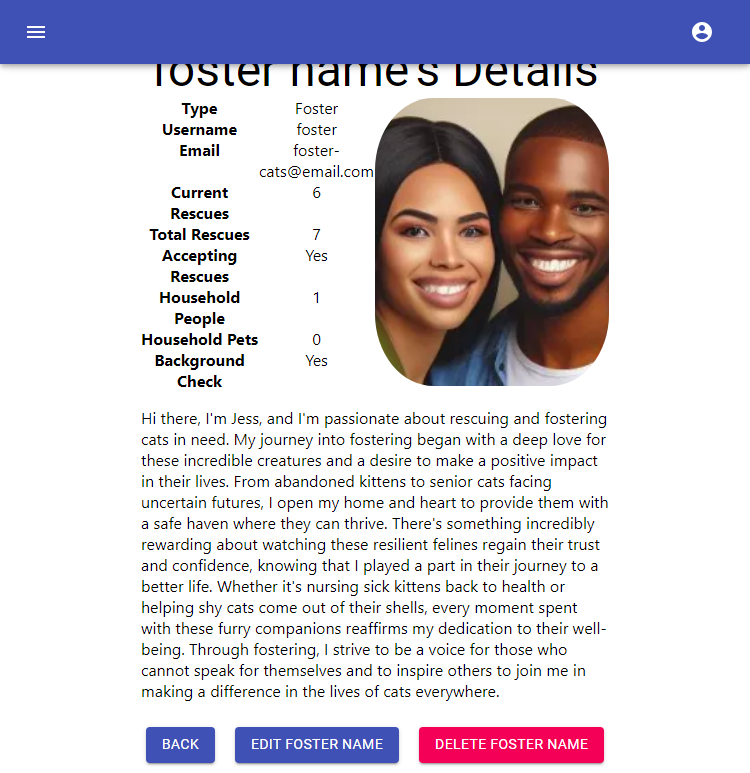 foster name's Details
Type Foster
Username foster
Email foster-
cats@email.com
Current 6
Rescues
Total Rescues 7
Accepting Yes
Rescues
Household 1
People
Household Pets 0
Background Yes
Check
Hi there, I'm Jess, and I'm passionate about rescuing and fostering
cats in need. My journey into fostering began with a deep love for
these incredible creatures and a desire to make a positive impact
in their lives. From abandoned kittens to senior cats facing
uncertain futures, I open my home and heart to provide them with
a safe haven where they can thrive. There's something incredibly
rewarding about watching these resilient felines regain their trust
and confidence, knowing that I played a part in their journey to a
better life. Whether it's nursing sick kittens back to health or
helping shy cats come out of their shells, every moment spent
with these furry companions reaffirms my dedication to their well-
being. Through fostering, I strive to be a voice for those who
cannot speak for themselves and to inspire others to join me in
making a difference in the lives of cats everywhere.
BACK EDIT FOSTER NAME DELETE FOSTER NAME